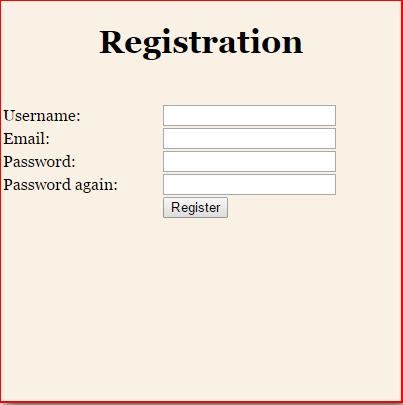 Registration
Username:
Email:
Password:
Password again:
Register